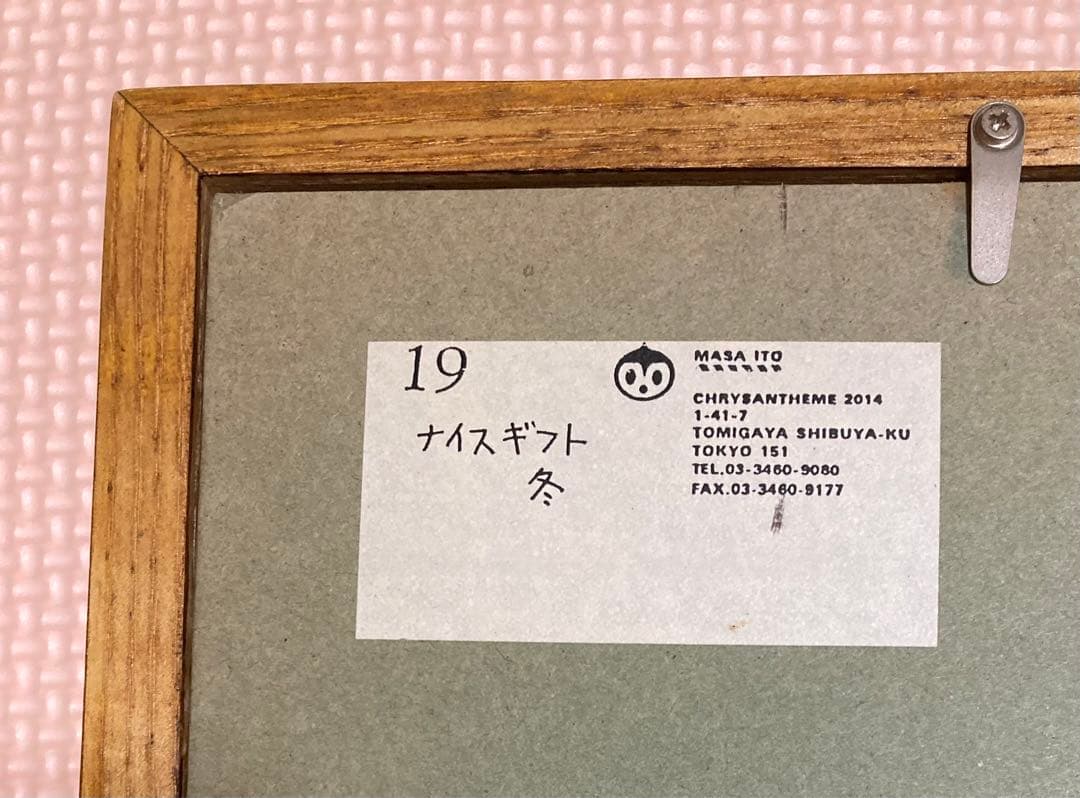 19
ナイスギフト
冬
MASA ITO
CHRYSANTHEME 2014
1-41-7
TOMIGAYA SHIBUYA-KU
TOKYO 151
TEL.03-3460-9080
FAX.03-3460-9177